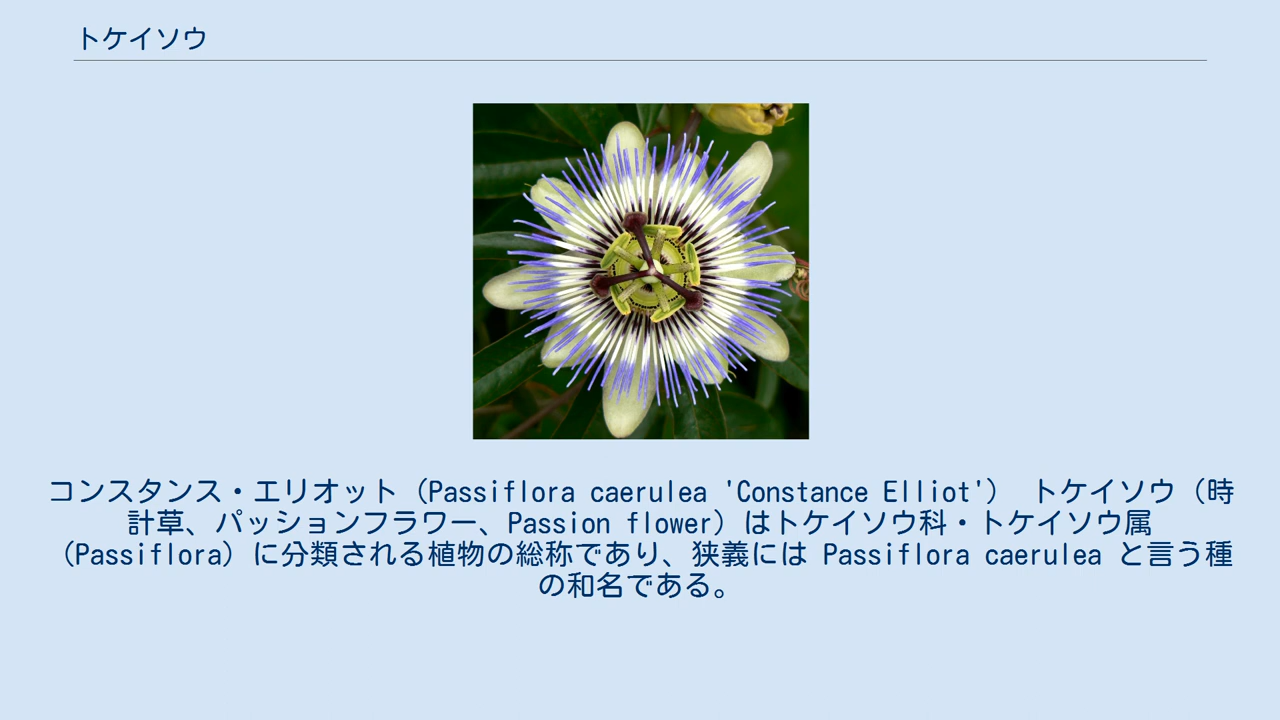 トケイソウ
コンスタンス・エリオット（Passiflora caerulea 'Constance Elliot'） トケイソウ（時
計草、パッションフラワー、Passion flower）はトケイソウ科・トケイソウ属
（Passiflora）に分類される植物の総称であり、狭義には Passiflora caerulea と言う種
の和名である。